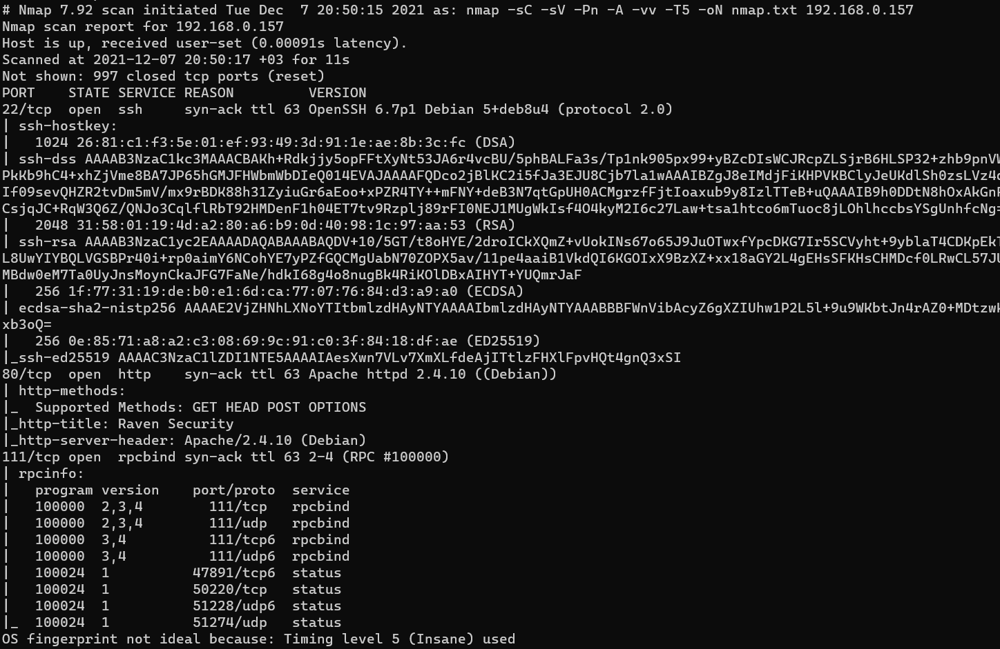 # Nmap 7.92 scan initiated Tue Dec  7 20:50:15 2021 as: nmap -sC -sV -Pn -A -vv -T5 -oN nmap.txt 192.168.0.157
Nmap scan report for 192.168.0.157
Host is up, received user-set (0.00091s latency).
Scanned at 2021-12-07 20:50:17 +03 for 11s
Not shown: 997 closed tcp ports (reset)
PORT    STATE SERVICE REASON         VERSION
22/tcp  open  ssh     syn-ack ttl 63 OpenSSH 6.7p1 Debian 5+deb8u4 (protocol 2.0)
| ssh-hostkey:
|   1024 26:81:c1:f3:5e:01:ef:93:49:3d:91:1e:ae:8b:3c:fc (DSA)
| ssh-dss AAAAB3NzaC1kc3MAAACBAKh+Rdkjjy5opFFtXyNt53JA6r4vcBU/5phBALFa3s/Tp1nk905px99+yBZcDIsWCJRcpZLSjrB6HLSP32+zhb9pnVW
PkKb9hC4+xhZjVme8BA7JP65hGMJFHWbmWbDIeQ014EVAJAAAAFQDco2jBlKC2i5fJa3EJU8Cjb7la1wAAAIBZgJ8eIMdjFiKHPVKBClyJeUKdlSh0zsLVz4q
If09sevQHZR2tvDm5mV/mx9rBDK88h31ZyiuGr6aEoo+xPZR4TY++mFNY+deB3N7qtGpUH0ACMgrzfFjtIoaxub9y8IzlTTeB+uQAAAIB9h0DDtN8hOxAkGnP
CsjqJC+RqW3Q6Z/QNJo3CqlflRbT92HMDenF1h04ET7tv9Rzplj89rFI0NEJ1MUgWkIsf4O4kyM2I6c27Law+tsa1htco6mTuoc8jLOhlhccbsYSgUnhfcNg=
|   2048 31:58:01:19:4d:a2:80:a6:b9:0d:40:98:1c:97:aa:53 (RSA)
| ssh-rsa AAAAB3NzaC1yc2EAAAADAQABAAABAQDV+10/5GT/t8oHYE/2droICkXQmZ+vUokINs67o65J9JuOTwxfYpcDKG7Ir5SCVyht+9yblaT4CDKpEkT
L8UwYIYBQLVGSBPr40i+rp0aimY6NCohYE7yPZfGQCMgUabN70ZOPX5av/11pe4aaiB1VkdQI6KGOIxX9BzXZ+xx18aGY2L4gEHsSFKHsCHMDcf0LRwCL57JU
MBdw0eM7Ta0UyJnsMoynCkaJFG7FaNe/hdkI68g4o8nugBk4RiKOlDBxAIHYT+YUQmrJaF
|   256 1f:77:31:19:de:b0:e1:6d:ca:77:07:76:84:d3:a9:a0 (ECDSA)
| ecdsa-sha2-nistp256 AAAAE2VjZHNhLXNoYTItbmlzdHAyNTYAAAAIbmlzdHAyNTYAAABBBFWnVibAcyZ6gXZIUhw1P2L5l+9u9WKbtJn4rAZ0+MDtzwk
xb3oQ=
|   256 0e:85:71:a8:a2:c3:08:69:9c:91:c0:3f:84:18:df:ae (ED25519)
|_ssh-ed25519 AAAAC3NzaC1lZDI1NTE5AAAAIAesXwn7VLv7XmXLfdeAjITtlzFHXlFpvHQt4gnQ3xSI
80/tcp  open  http    syn-ack ttl 63 Apache httpd 2.4.10 ((Debian))
| http-methods:
|_  Supported Methods: GET HEAD POST OPTIONS
|_http-title: Raven Security
|_http-server-header: Apache/2.4.10 (Debian)
111/tcp open  rpcbind syn-ack ttl 63 2-4 (RPC #100000)
| rpcinfo:
|   program version    port/proto  service
|   100000  2,3,4        111/tcp   rpcbind
|   100000  2,3,4        111/udp   rpcbind
|   100000  3,4          111/tcp6  rpcbind
|   100000  3,4          111/udp6  rpcbind
|   100024  1          47891/tcp6  status
|   100024  1          50220/tcp   status
|   100024  1          51228/udp6  status
|_  100024  1          51274/udp   status
OS fingerprint not ideal because: Timing level 5 (Insane) used